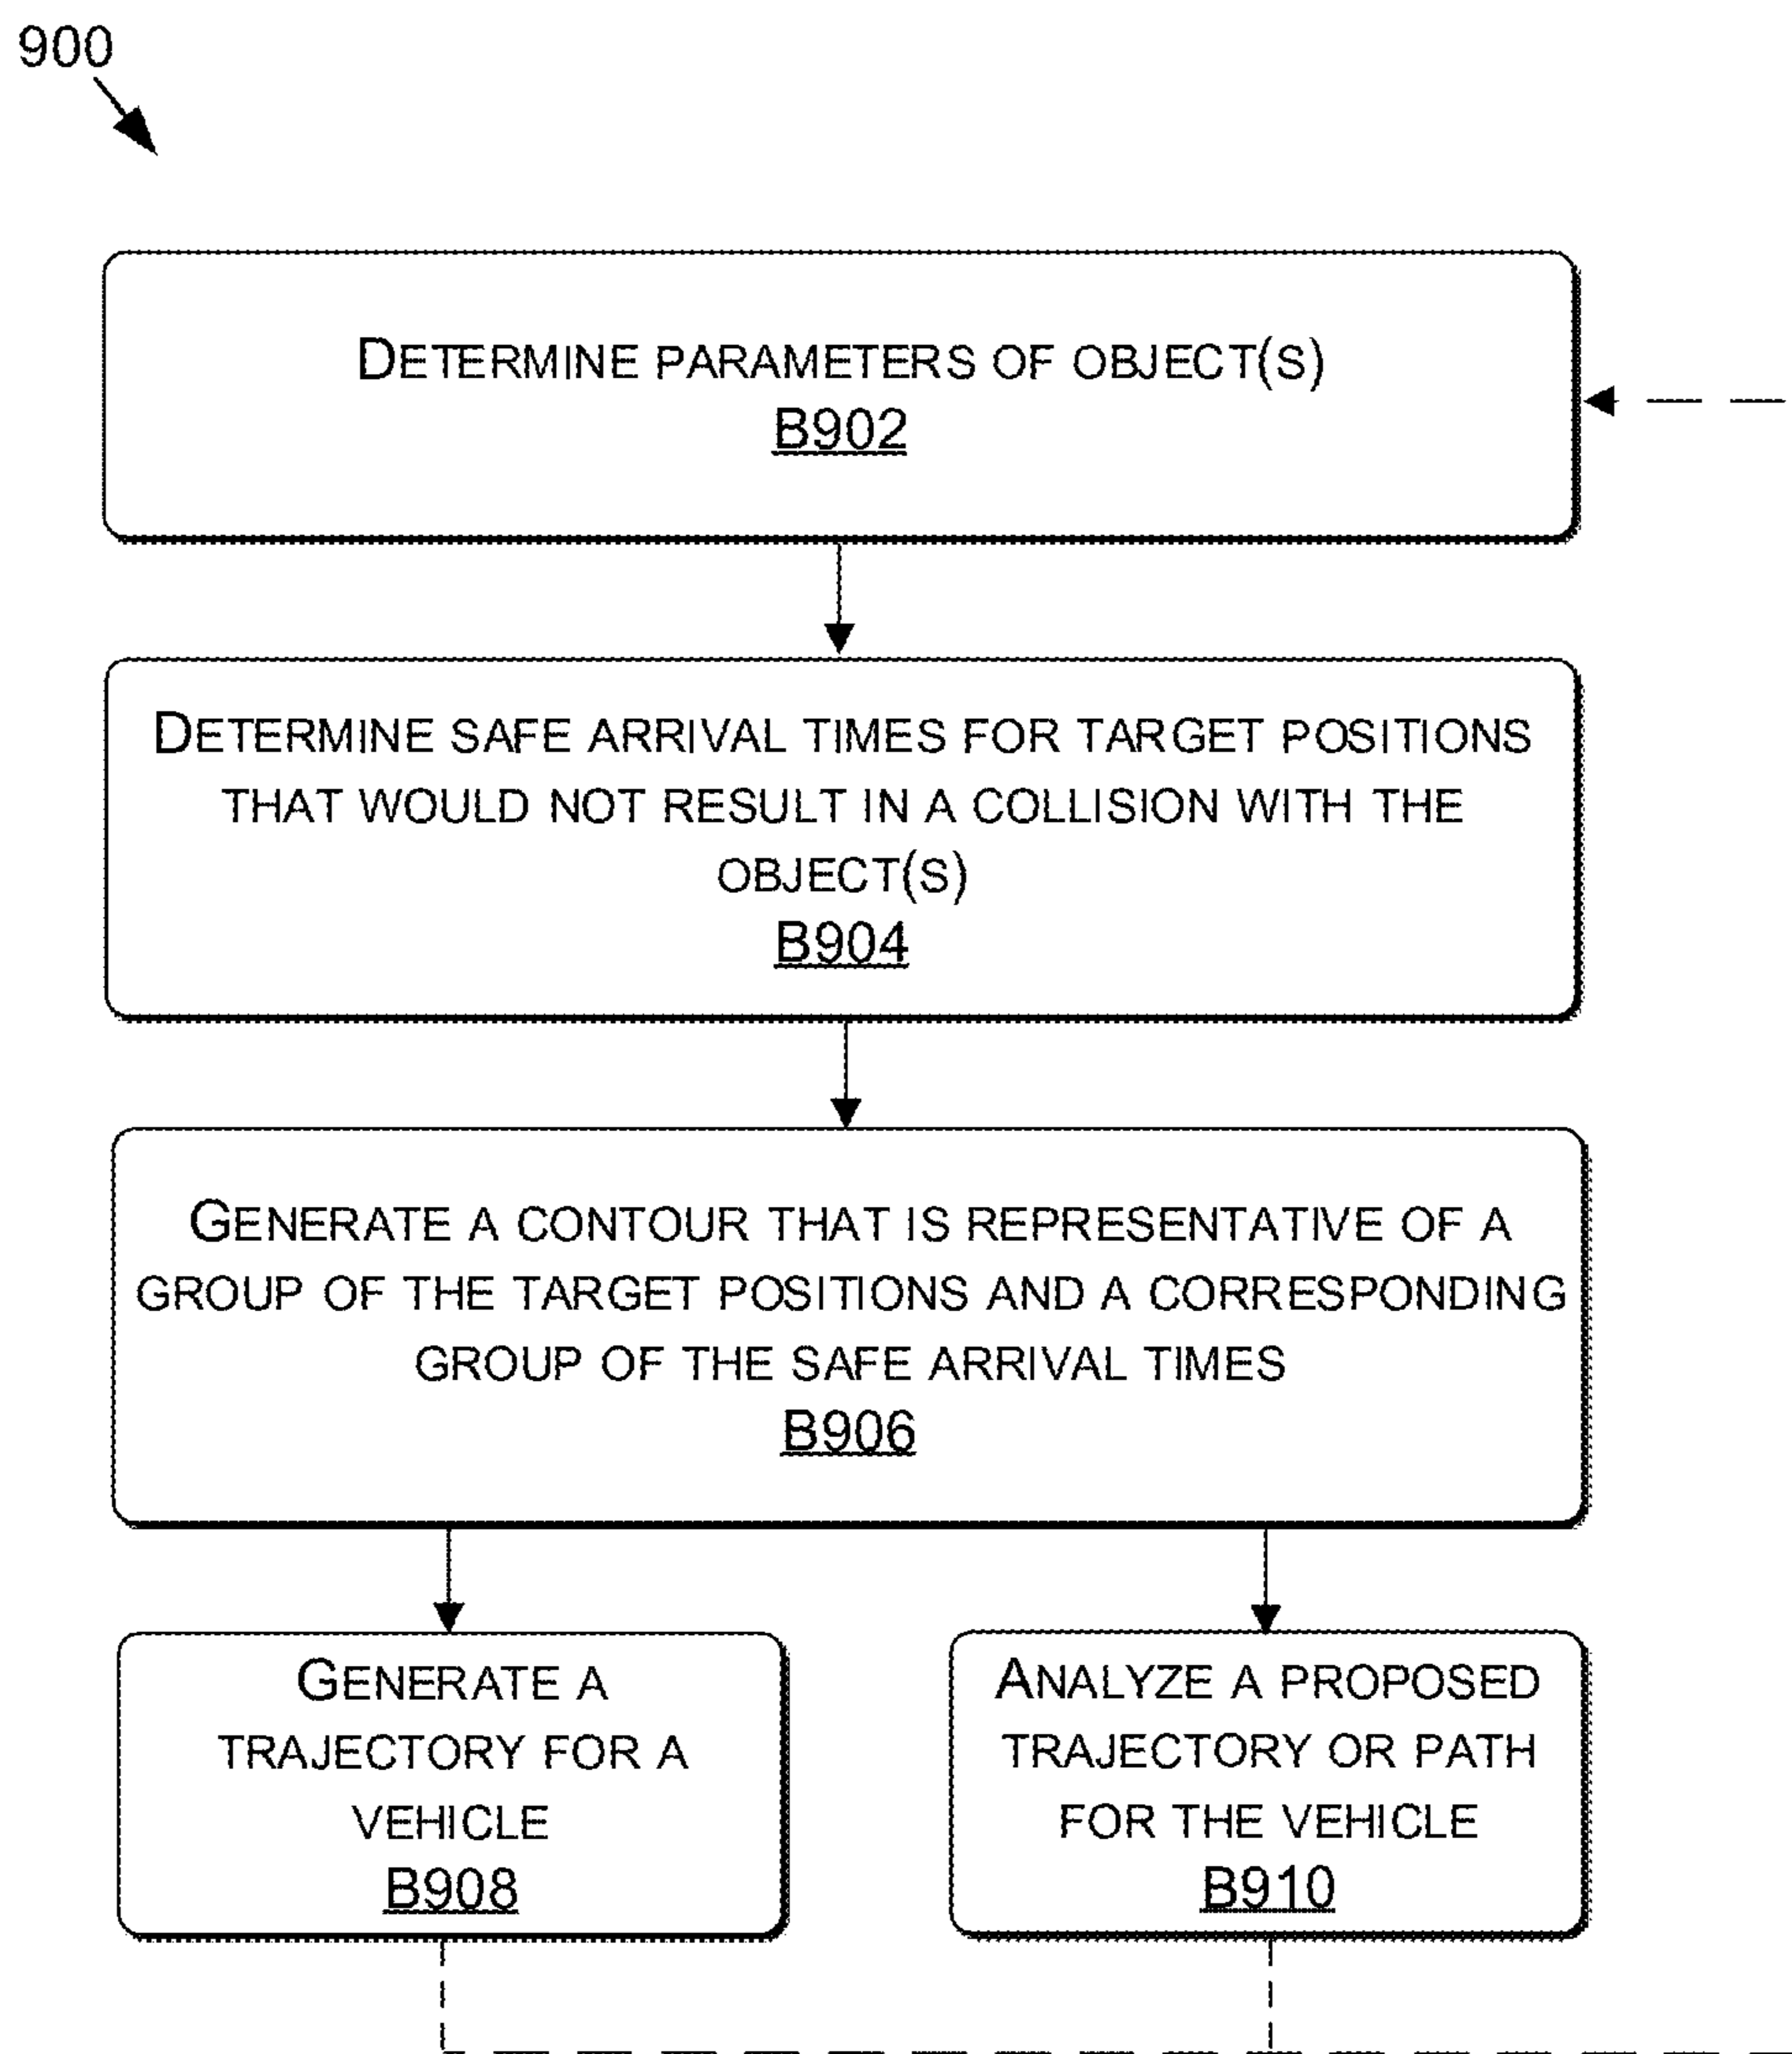 900
DETERMINE PARAMETERS OF OBJECT(S)
B902
DETERMINE SAFE ARRIVAL TIMES FOR TARGET POSITIONS
THAT WOULD NOT RESULT IN A COLLISION WITH THE
OBJECT(S)
B904
GENERATE A CONTOUR THAT IS REPRESENTATIVE OF A
GROUP OF THE TARGET POSITIONS AND A CORRESPONDING
GROUP OF THE SAFE ARRIVAL TIMES
B906
GENERATE A
TRAJECTORY FOR A
VEHICLE
B908
ANALYZE A PROPOSED
TRAJECTORY OR PATH
FOR THE VEHICLE
B910